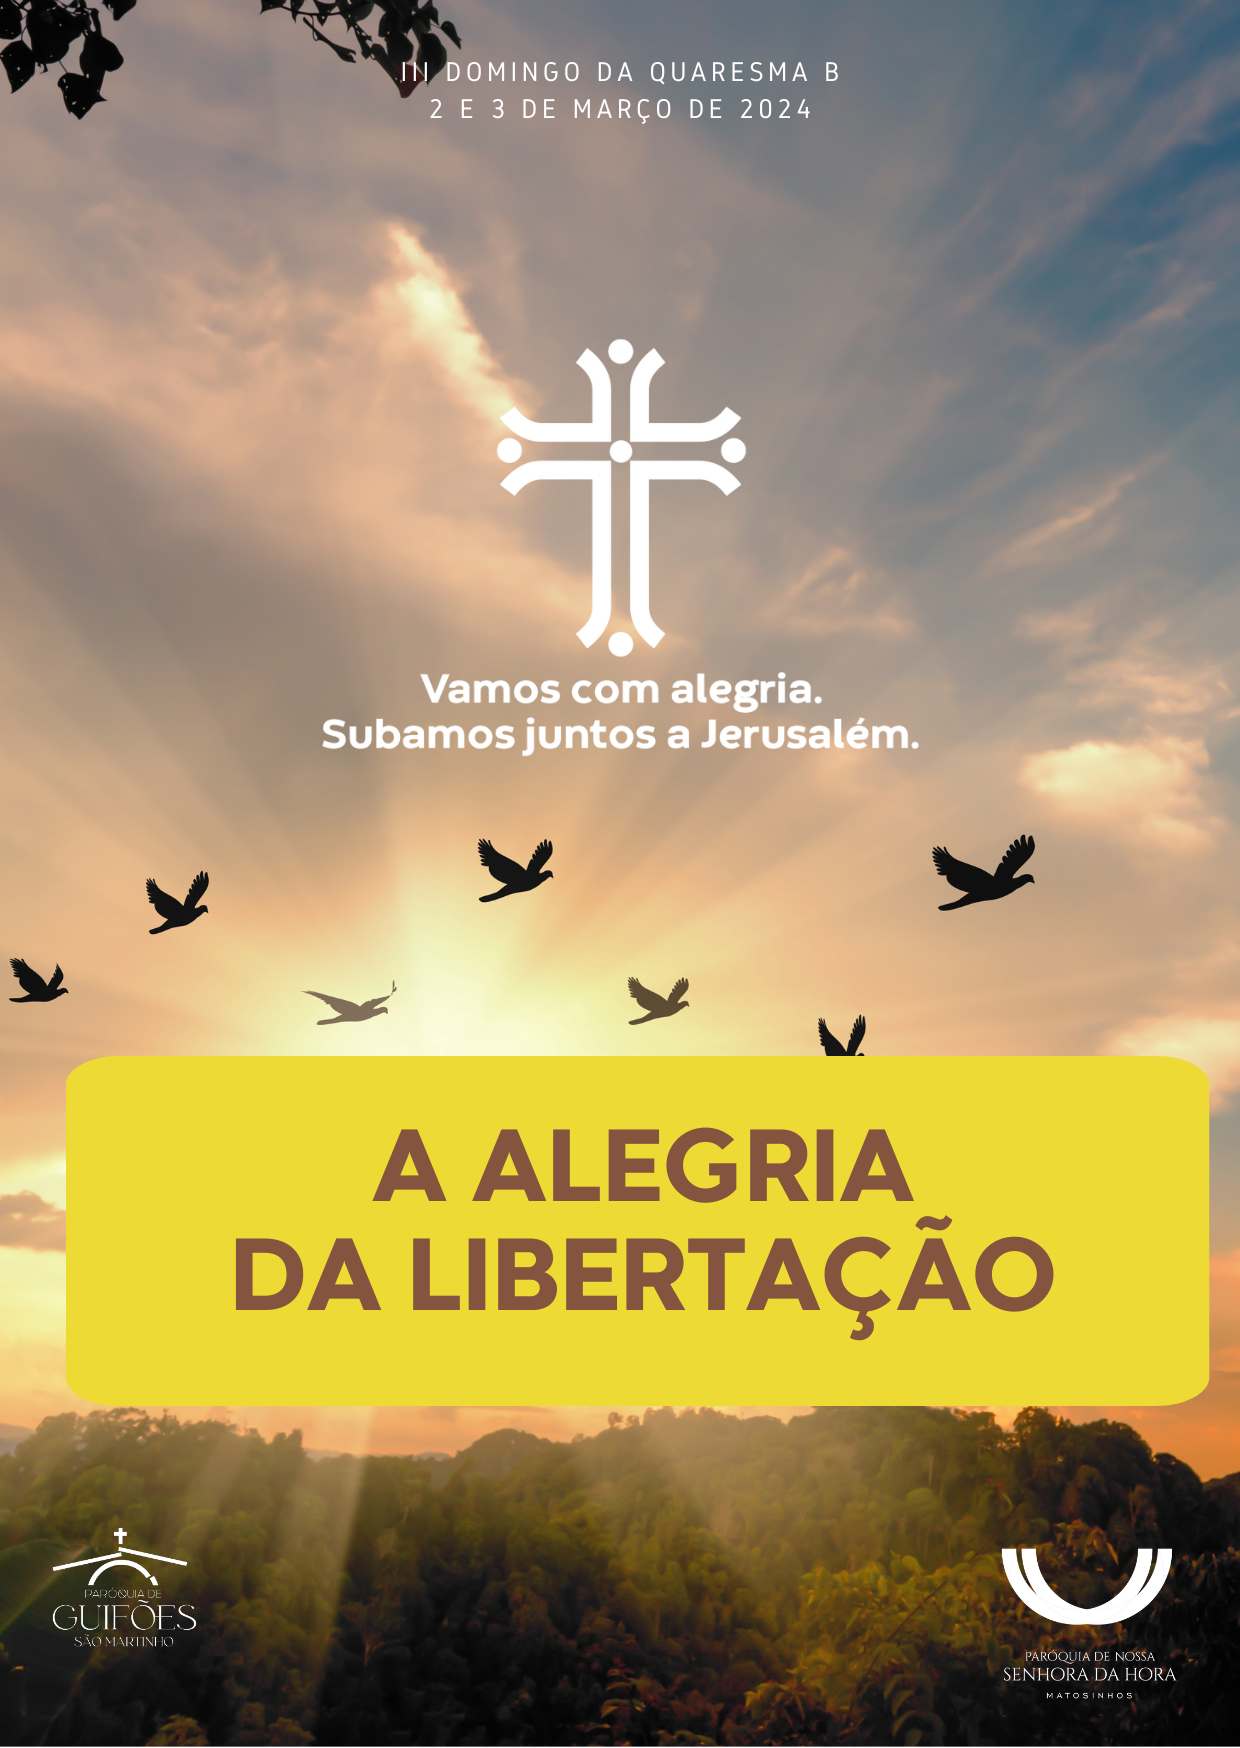 III DOMINGO DA QUARESMA B
2 E 3 DE MARÇO DE 2024
Vamos com alegria.
Subamos juntos a Jerusalém.
A ALEGRIA
DA LIBERTAÇÃO
PARÓQUIA DE
GUIFÕES
SÃO MARTINHO
PARÓQUIA DE NOSSA
SENHORA DA HORA
MATOSINHOS